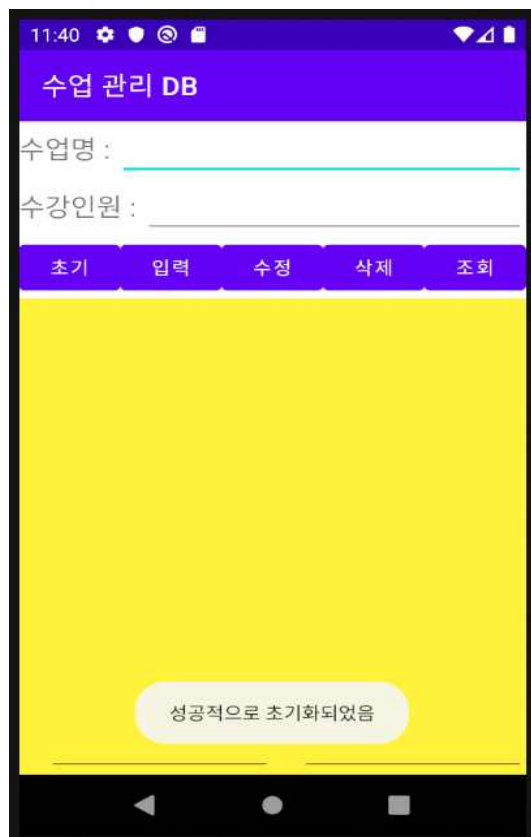 11:40
수업 관리 DB
수업명 :
수강인원 :
초기 입력 수정 삭제 조회
성공적으로 초기화되었음